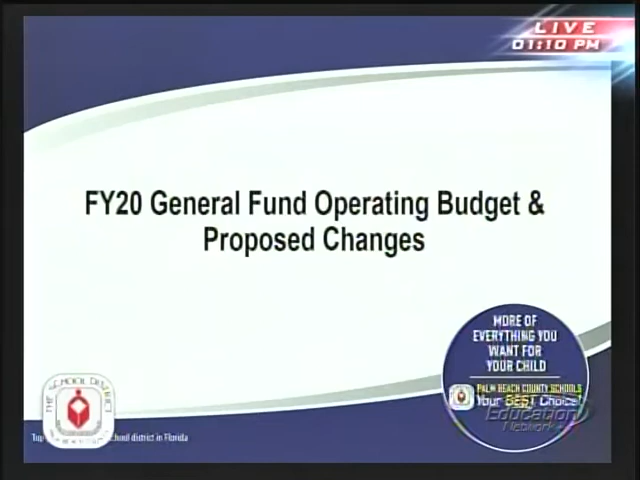 LIVE
01:10 PM
FY20 General Fund Operating Budget &
Proposed Changes
MORE OF
EVERYTHING YOU
WANT FOR
YOUR CHILD
PALM BEACH COUNTY SCHOOLS
Your BEST Choice!
Education
Network
THE SCHOOL DISTRICT
school district in Florida